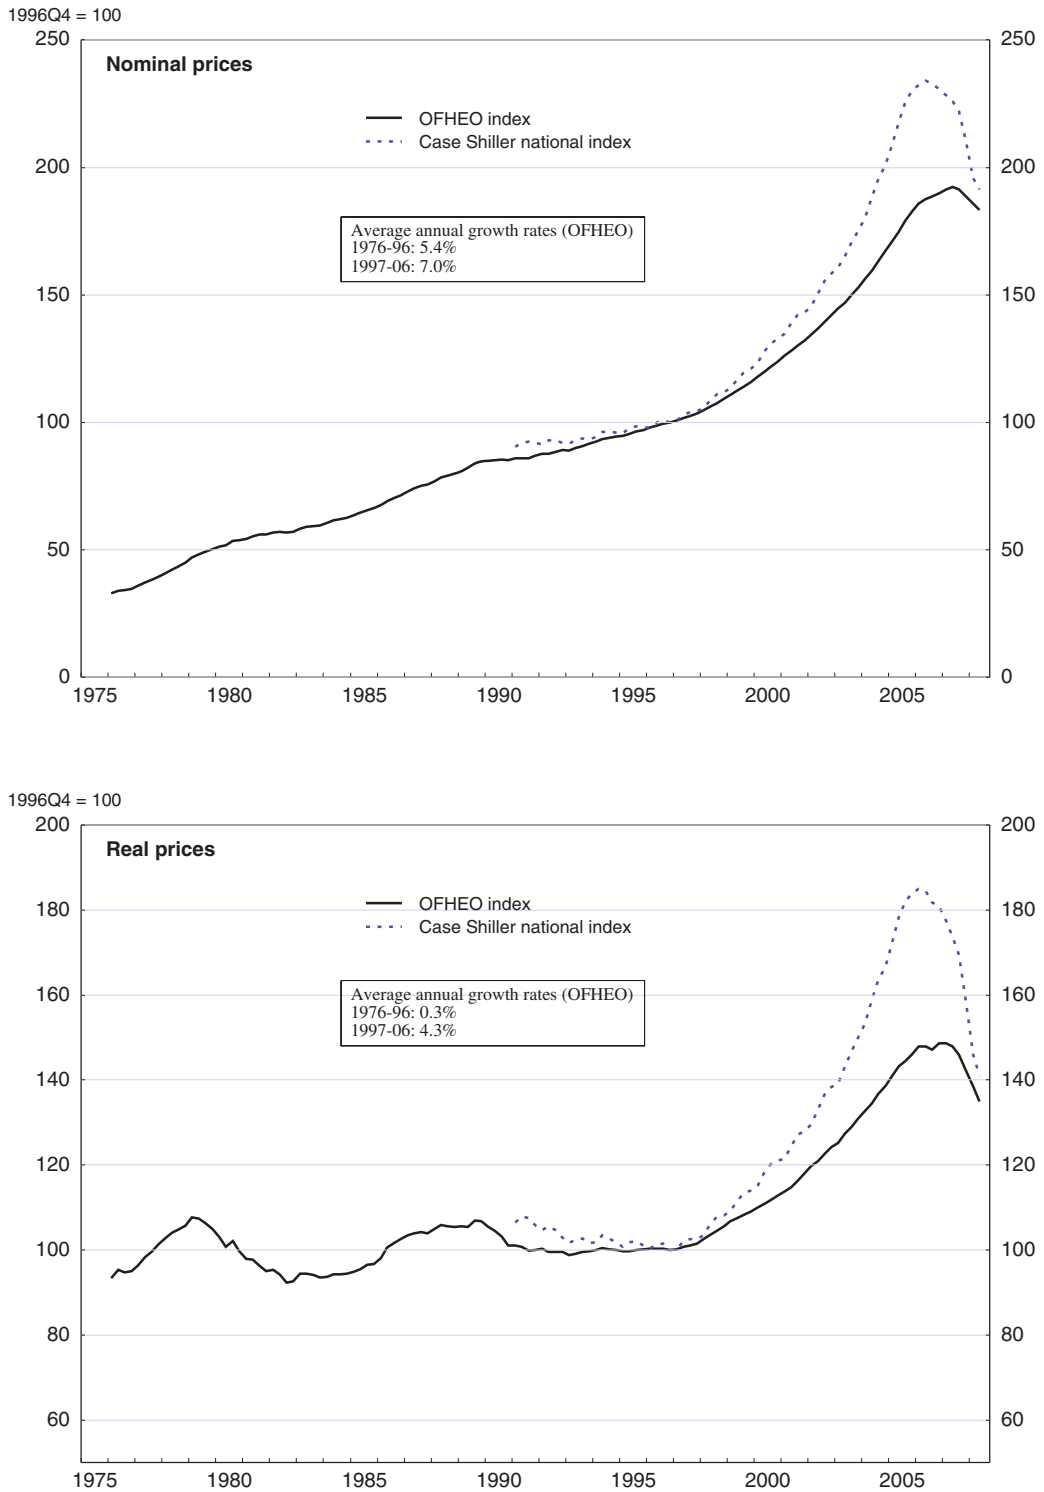 1996Q4 = 100
250 250
Nominal prices
OFHEO index
Case Shiller national index
200 200
Average annual growth rates (OFHEO)
1976-96: 5.4%
1997-06: 7.0%
150 150
100 100
50 50
0 0
1975 1980 1985 1990 1995 2000 2005
1996Q4 = 100
200 200
Real prices
OFHEO index
180 180
Case Shiller national index
160 160
Average annual growth rates (OFHEO)
1976-96: 0.3%
1997-06: 4.3%
140 140
120 120
100 100
80 80
60 60
1975 1980 1985 1990 1995 2000 2005